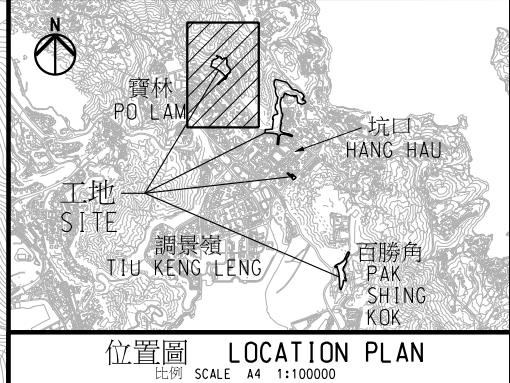 N
寶林
PO LAM
坑口
HANG HAU
工地
SITE
調景嶺
TIU KENG LENG
百勝角
PAK
SHING
KOK
位置圖 LOCATION PLAN
比例 SCALE A4 1:100000